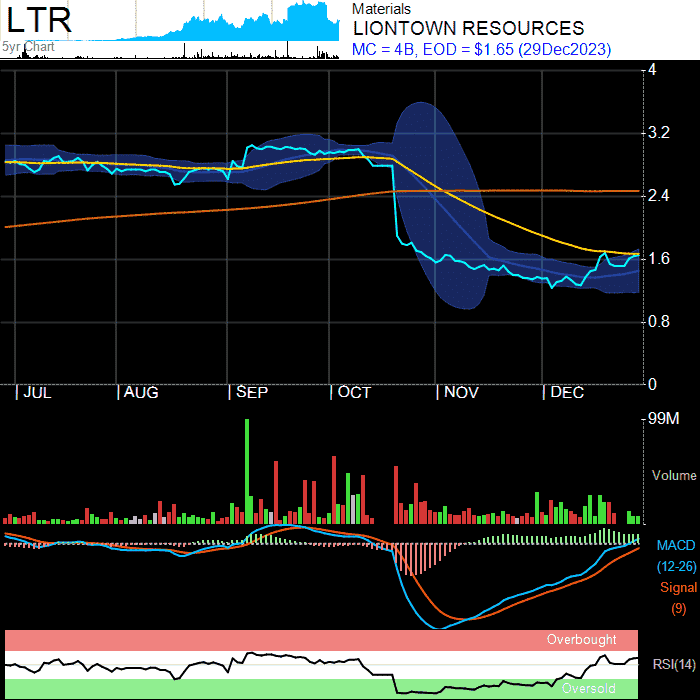 LTR
5yr Chart
Materials
LIONTOWN RESOURCES
MC = 4B, EOD = $1.65 (29Dec2023)
4
3.2
2.4
1.6
0.8
0
JUL AUG SEP OCT NOV DEC
99M
Volume
MACD
(12-26)
Signal
(9)
Overbought
RSI(14)
Oversold